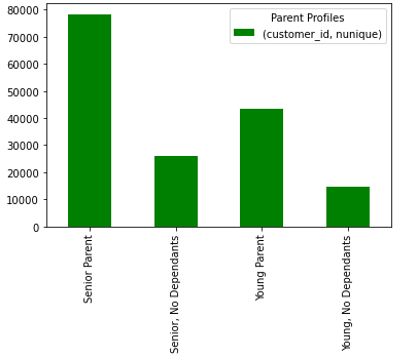 80000
70000
60000
50000
40000
30000
20000
10000
0
Parent Profiles
(customer_id, nunique)
Senior Parent
Senior, No Dependants
Young Parent
Young, No Dependants